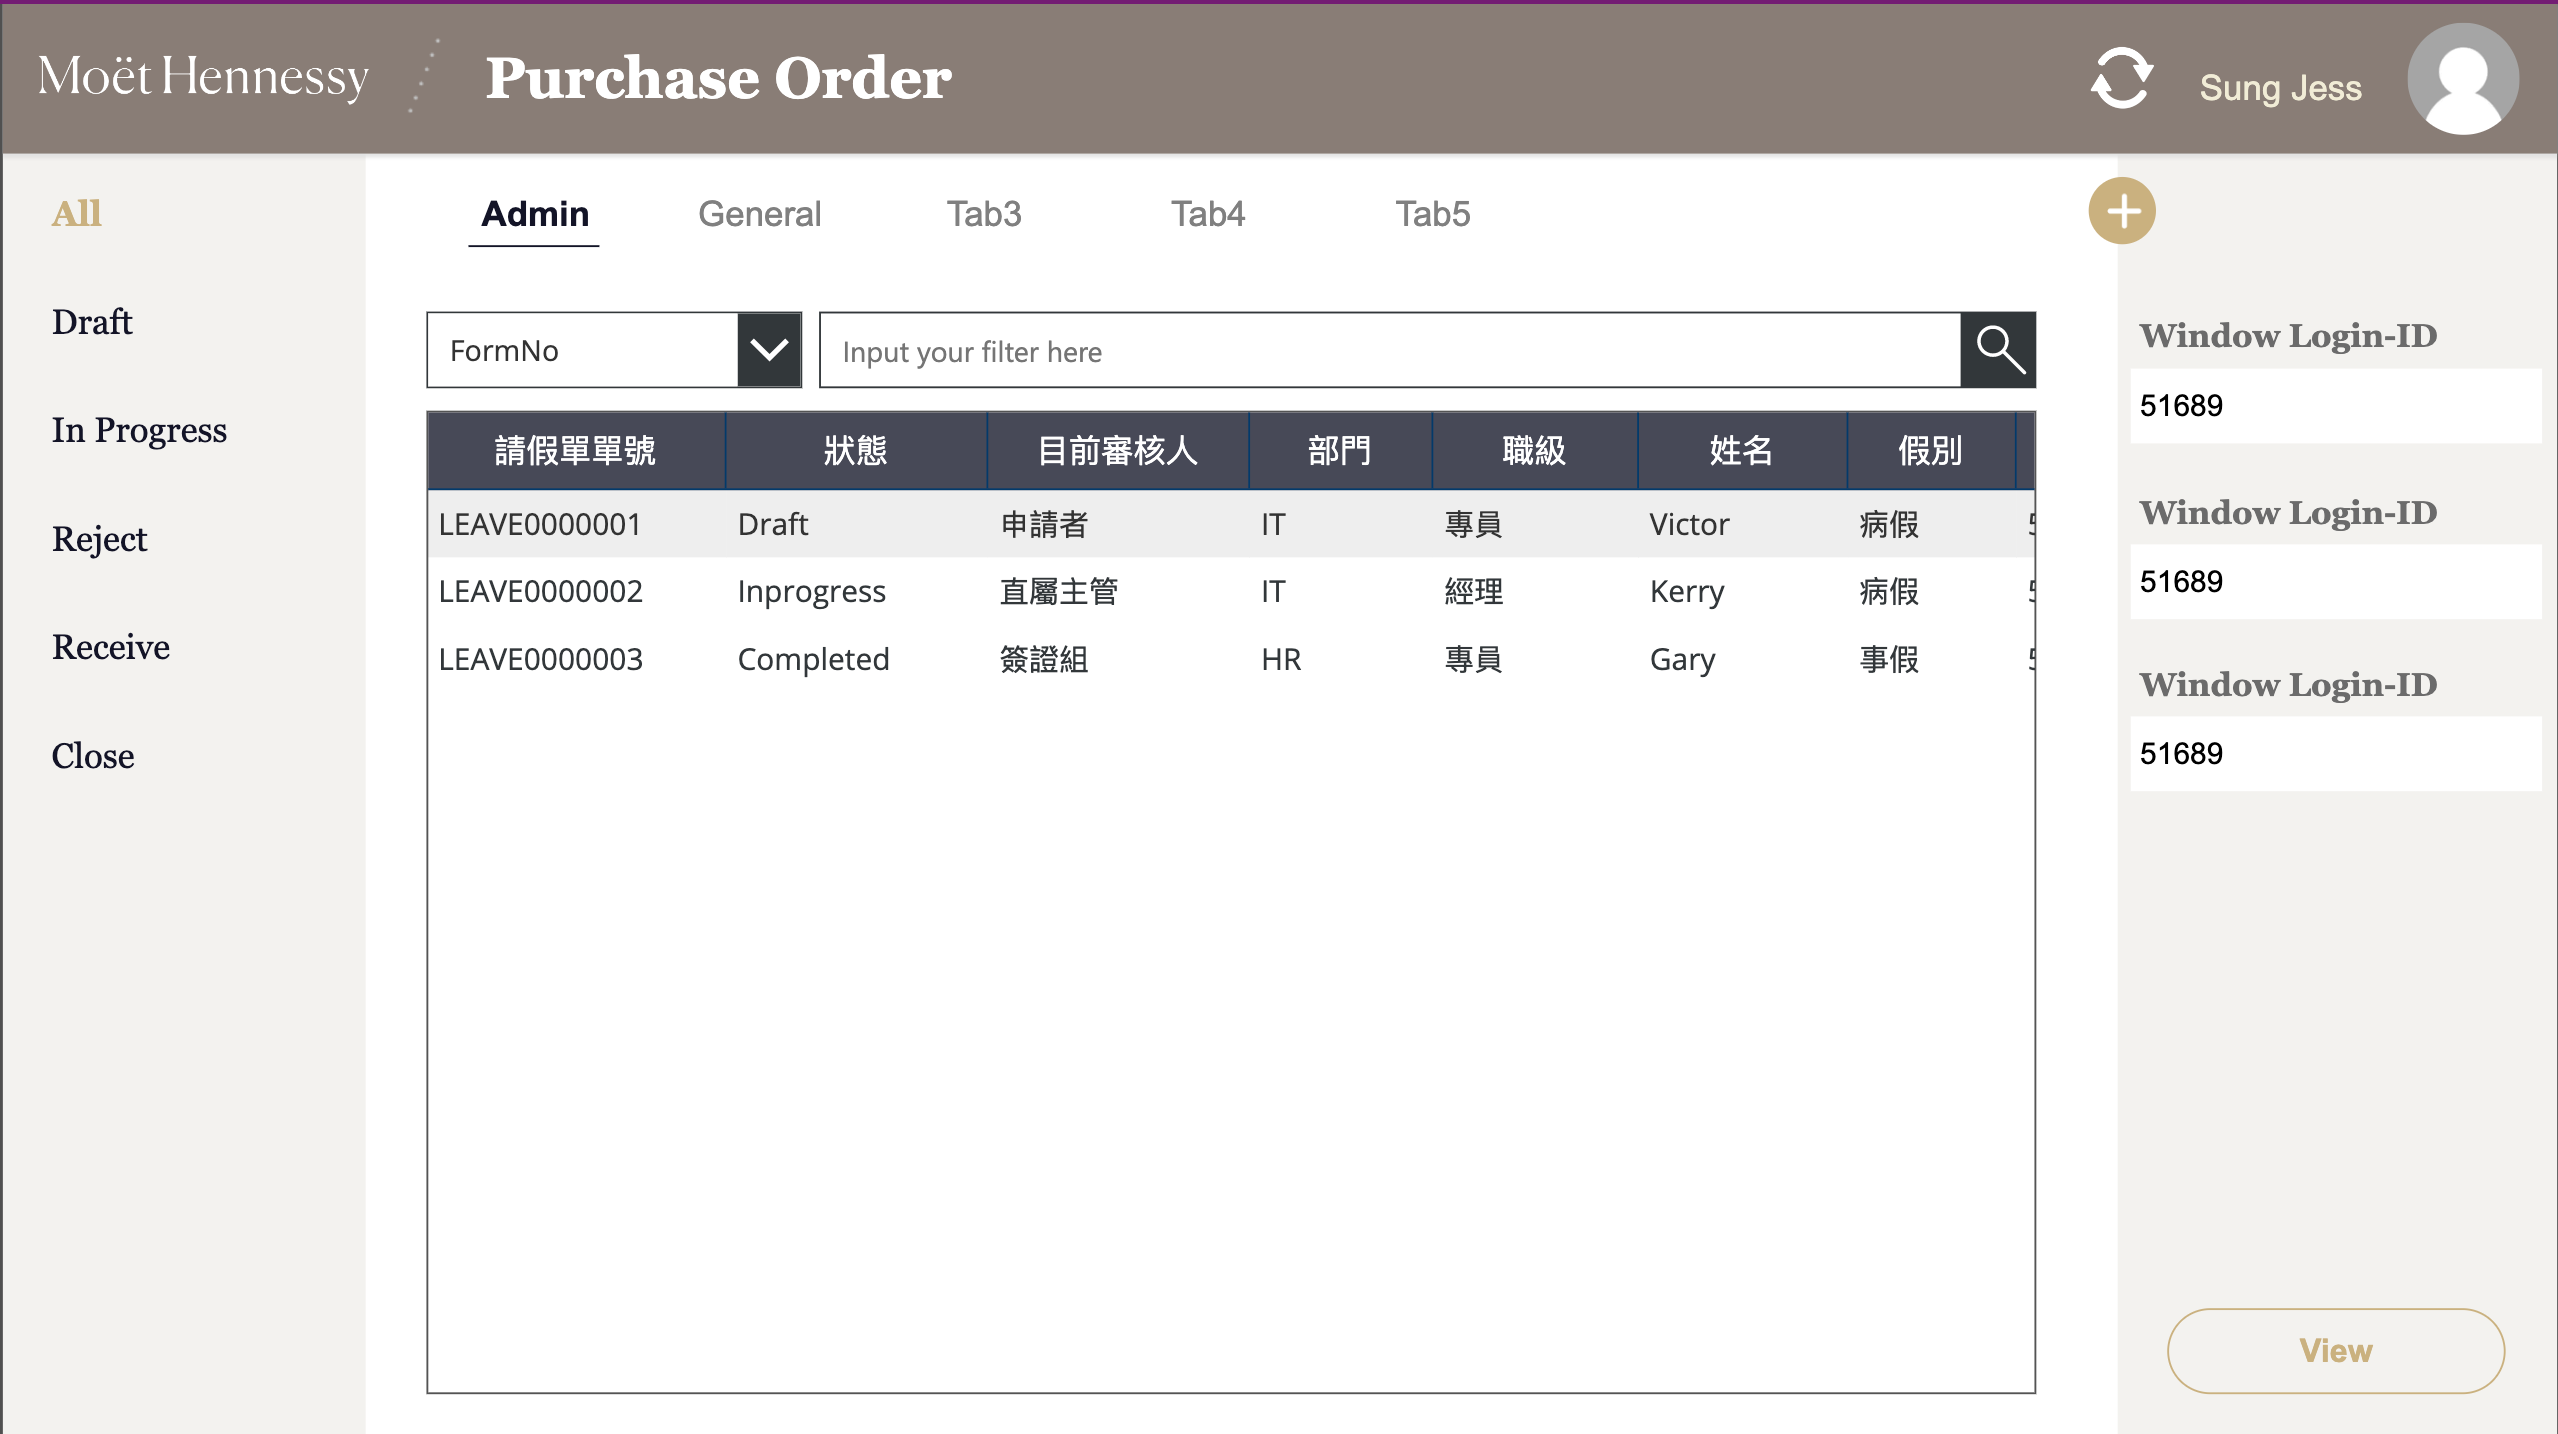 Moët Hennessy Purchase Order Sung Jess
All
Draft
In Progress
Reject
Receive
Close
Admin General Tab3 Tab4 Tab5
FormNo Input your filter here
請假單單號 狀態 目前審核人 部門 職級 姓名 假別
LEAVE0000001 Draft 申請者 IT 專員 Victor 病假
LEAVE0000002 Inprogress 直屬主管 IT 經理 Kerry 病假
LEAVE0000003 Completed 簽證組 HR 專員 Gary 事假
Window Login-ID
51689
Window Login-ID
51689
Window Login-ID
51689
View